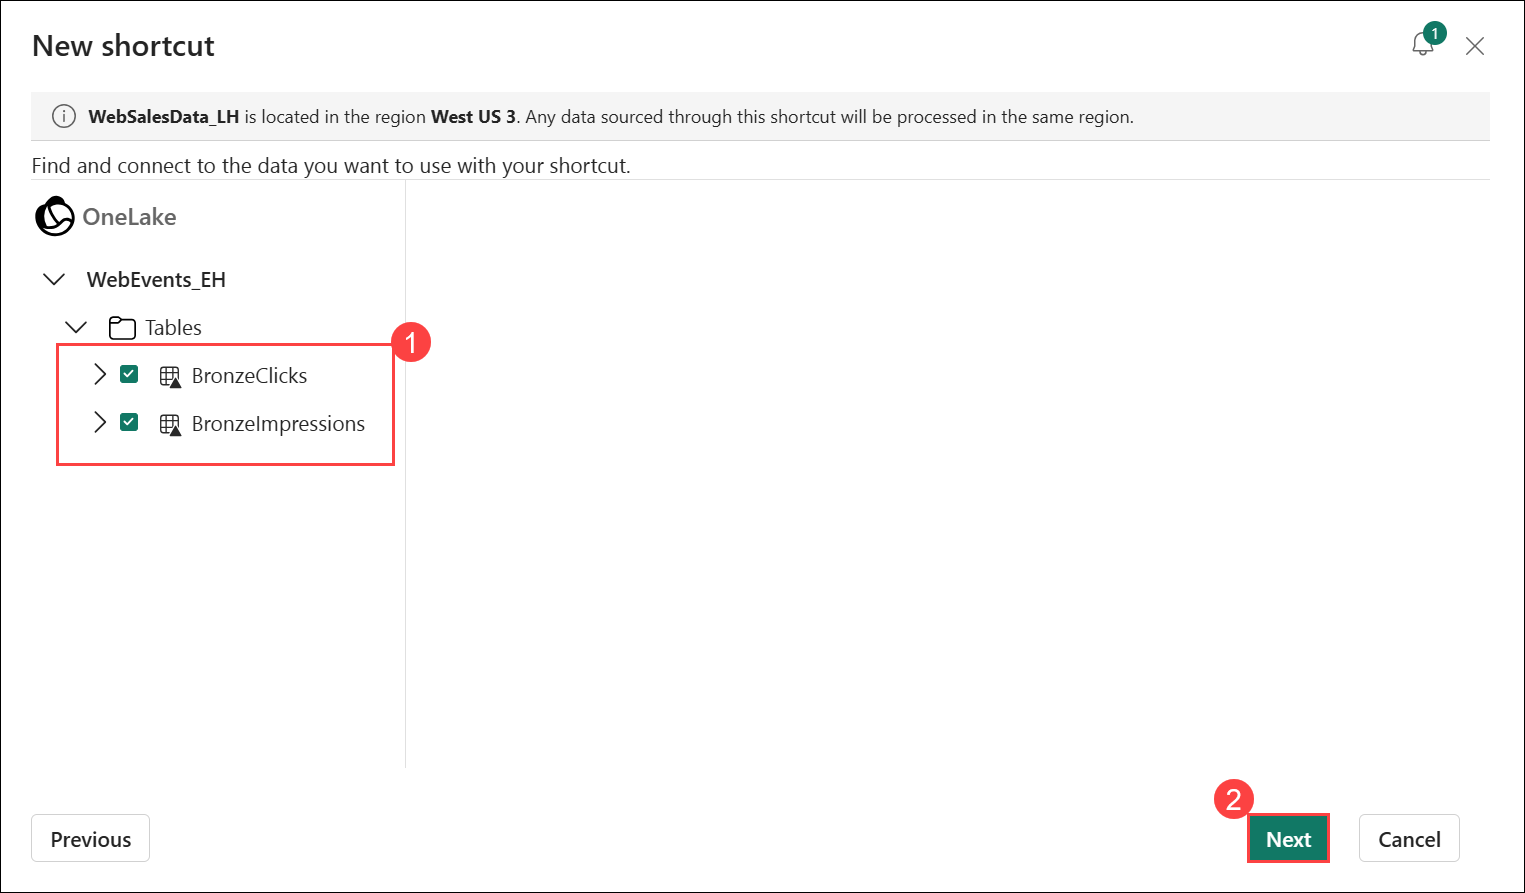 New shortcut
1
WebSalesData_LH is located in the region West US 3. Any data sourced through this shortcut will be processed in the same region.
Find and connect to the data you want to use with your shortcut.
OneLake
WebEvents_EH
Tables
1
BronzeClicks
BronzeImpressions
2
Previous
Next
Cancel